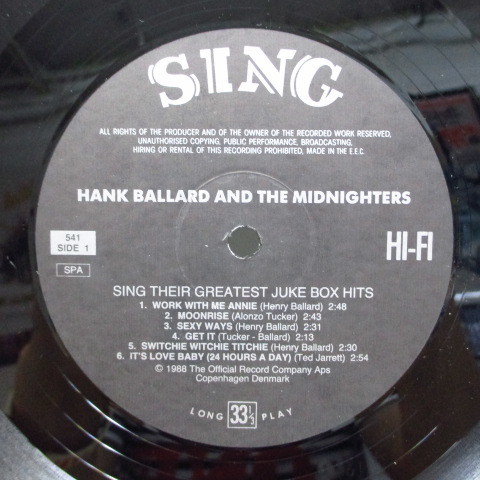 SING
ALL RIGHTS OF THE PRODUCER AND OF THE OWNER OF THE RECORDED WORK RESERVED,
UNAUTHORISED COPYING, PUBLIC PERFORMANCE, BROADCASTING,
HIRING OR RENTAL OF THIS RECORDING PROHIBITED, MADE IN THE E.E.C.
HANK BALLARD AND THE MIDNIGHTERS
541
SIDE 1
HI-FI
SPA
SING THEIR GREATEST JUKE BOX HITS
1. WORK WITH ME ANNIE (Henry Ballard) 2:48
2. MOONRISE (Alonzo Tucker) 2:43
3. SEXY WAYS (Henry Ballard) 2:31
4. GET IT (Tucker - Ballard) 2:13
5. SWITCHIE WITCHIE TITCHIE (Henry Ballard) 2:30
6. IT'S LOVE BABY (24 HOURS A DAY) (Ted Jarrett) 2:54
© 1988 The Official Record Company Aps
Copenhagen Denmark
LONG 33 1/3 PLAY